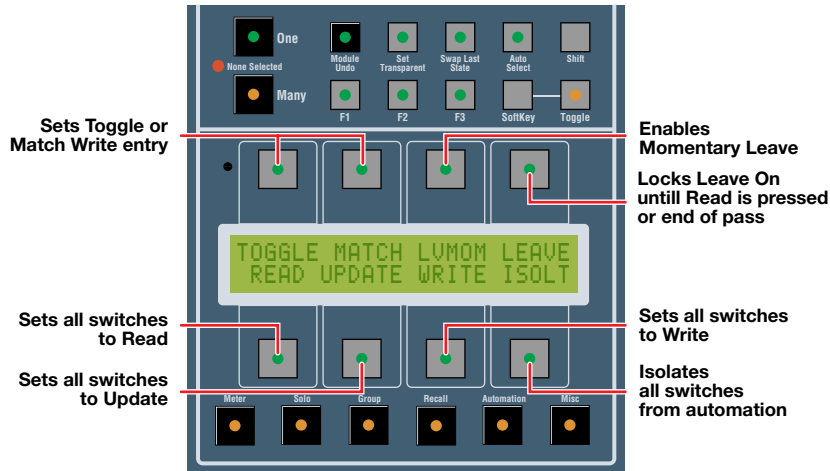 One
None Selected
Many
Module
Undo
Set
Transparent
Swap Last
State
Auto
Select
Shift
F1
F2
F3
SoftKey
Toggle
Sets Toggle or
Match Write entry
Enables
Momentary Leave
Locks Leave On
untill Read is pressed
or end of pass
TOGGLE MATCH LVMOM LEAVE
READ UPDATE WRITE ISOLT
Sets all switches
to Read
Sets all switches
to Update
Sets all switches
to Write
Isolates
all switches
from automation
Meter
Solo
Group
Recall
Automation
Misc